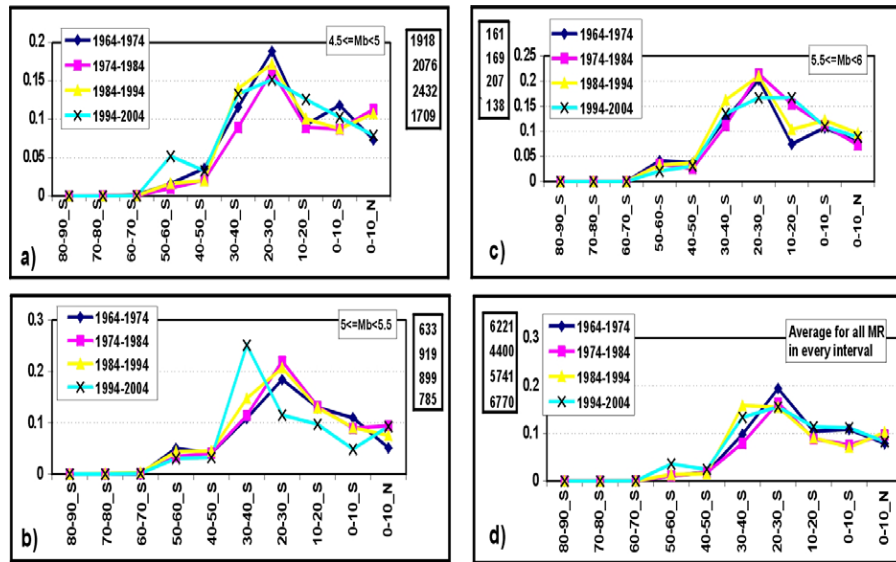 4.5<=Mb<5
1918
2076
2432
1709
1964-1974
1974-1984
1984-1994
1994-2004
0.2
0.15
0.1
0.05
0
80-90_S
70-80_S
60-70_S
50-60_S
40-50_S
30-40_S
20-30_S
10-20_S
0-10_S
0-10_N
a)
161
169
207
138
5.5<=Mb<6
1964-1974
1974-1984
1984-1994
1994-2004
0.3
0.25
0.2
0.15
0.1
0.05
0
80-90_S
70-80_S
60-70_S
50-60_S
40-50_S
30-40_S
20-30_S
10-20_S
0-10_S
0-10_N
c)
5<=Mb<5.5
633
919
899
785
1964-1974
1974-1984
1984-1994
1994-2004
0.3
0.2
0.1
0
80-90_S
70-80_S
60-70_S
50-60_S
40-50_S
30-40_S
20-30_S
10-20_S
0-10_S
0-10_N
b)
6221
4400
5741
6770
1964-1974
1974-1984
1984-1994
1994-2004
Average for all MR
in every interval
0.3
0.2
0.1
0
80-90_S
70-80_S
60-70_S
50-60_S
40-50_S
30-40_S
20-30_S
10-20_S
0-10_S
0-10_N
d)